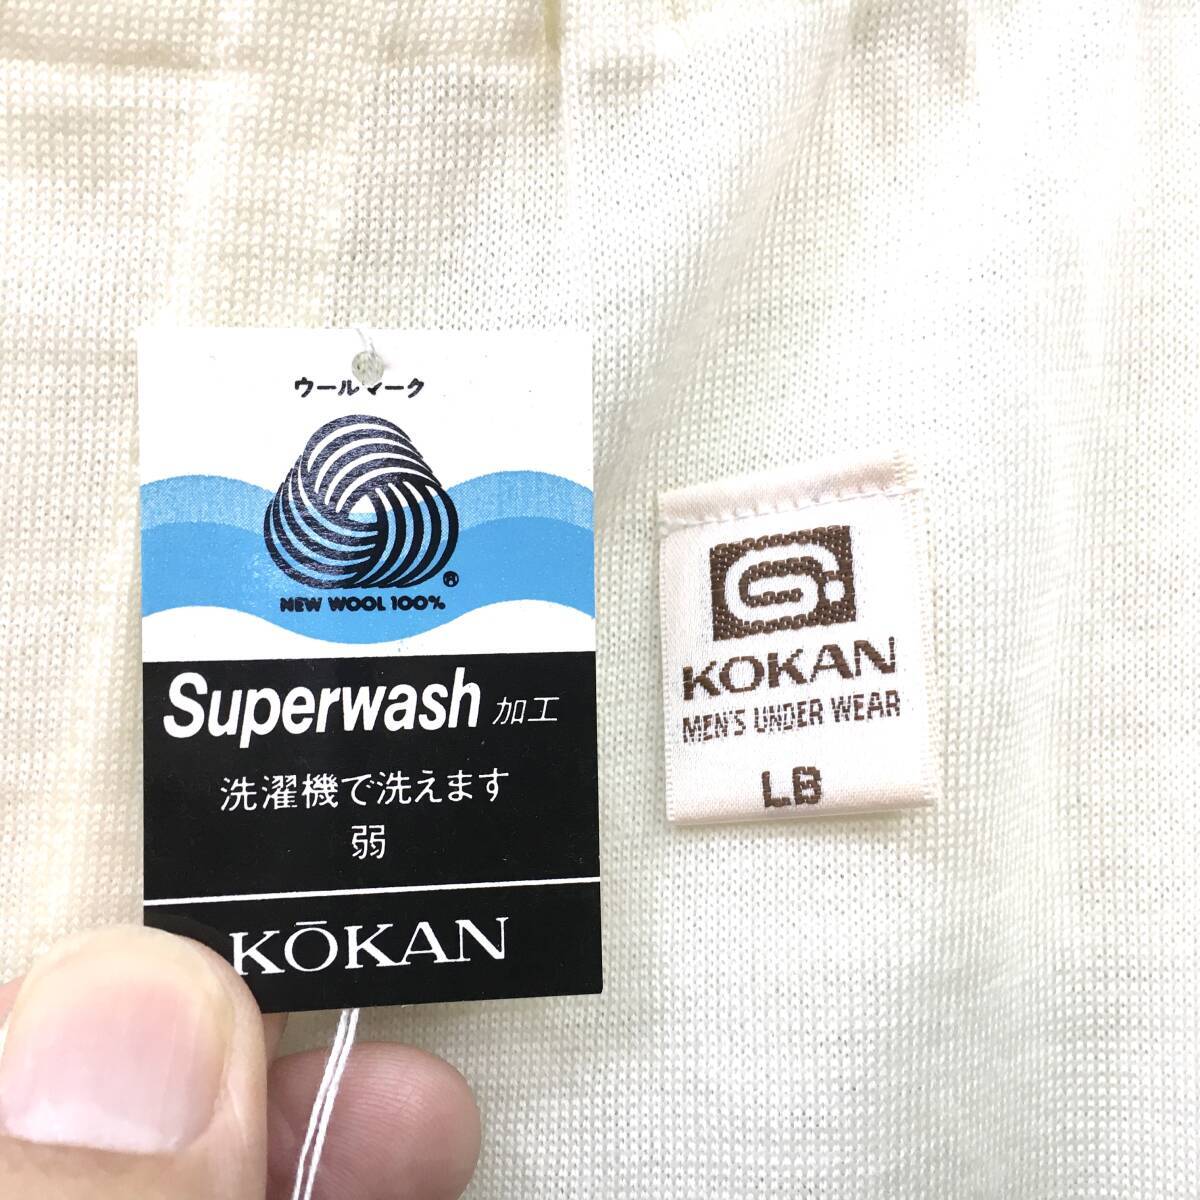 ウールマーク
®
NEW WOOL 100%
Superwash 加工
洗濯機で洗えます
弱
KŌKAN
KOKAN
MEN'S UNDER WEAR
LB